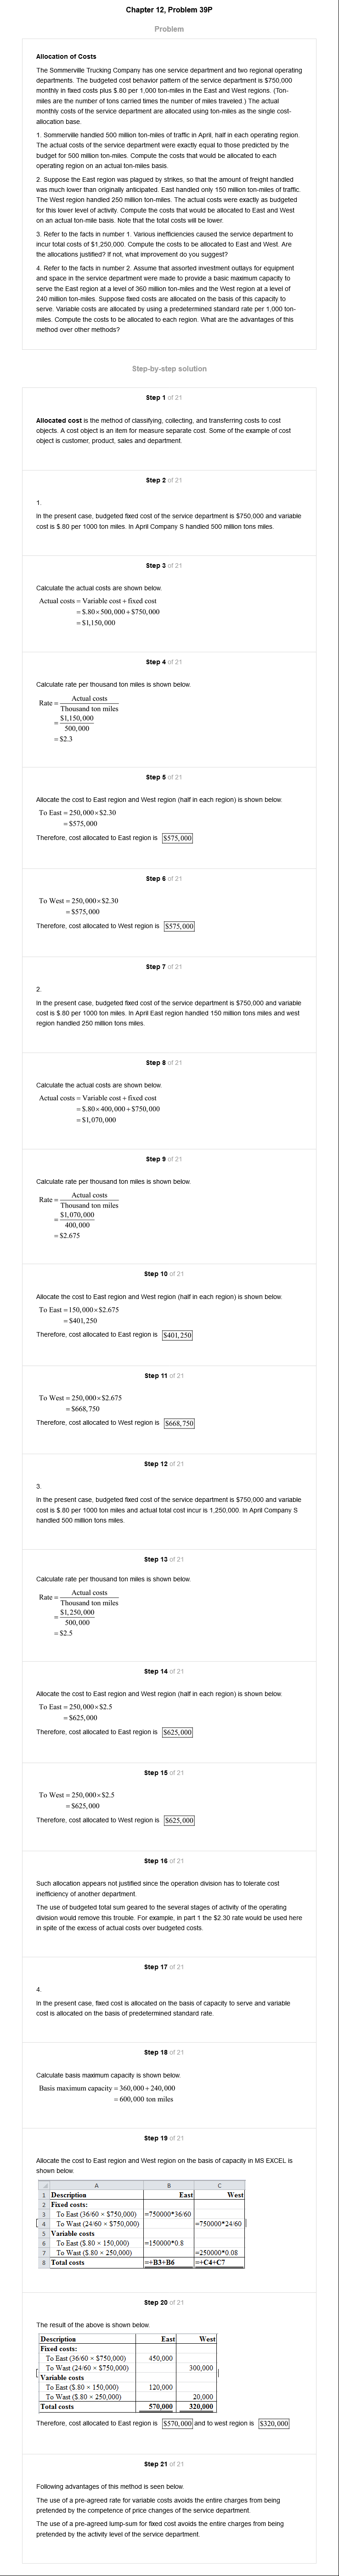 Chapter 12, Problem 39P
Problem
Allocation of Costs
The Sommerville Trucking Company has one service department and two regional operating
departments. The budgeted cost behavior pattern of the service department is $750,000
monthly in fixed costs plus $.80 per 1,000 ton-miles in the East and West regions. (Ton-
miles are the number of tons carried times the number of miles traveled.) The actual
monthly costs of the service department are allocated using ton-miles as the single cost-
allocation base.
1. Sommerville handled 500 million ton-miles of traffic in April, half in each operating region.
The actual costs of the service department were exactly equal to those predicted by the
budget for 500 million ton-miles. Compute the costs that would be allocated to each
operating region on an actual ton-miles basis.
2. Suppose the East region was plagued by strikes, so that the amount of freight handled
was much lower than originally anticipated. East handled only 150 million ton-miles of traffic.
The West region handled 250 million ton-miles. The actual costs were exactly as budgeted
for this lower level of activity. Compute the costs that would be allocated to East and West
on an actual ton-mile basis. Note that the total costs will be lower.
3. Refer to the facts in number 1. Various inefficiencies caused the service department to
incur total costs of $1,250,000. Compute the costs to be allocated to East and West. Are
the allocations justified? If not, what improvement do you suggest?
4. Refer to the facts in number 2. Assume that assorted investment outlays for equipment
and space in the service department were made to provide a basic maximum capacity to
serve the East region at a level of 360 million ton-miles and the West region at a level of
240 million ton-miles. Suppose fixed costs are allocated on the basis of this capacity to
serve. Variable costs are allocated by using a predetermined standard rate per 1,000 ton-
miles. Compute the costs to be allocated to each region. What are the advantages of this
method over other methods?
Step-by-step solution
Step 1 of 21
Allocated cost is the method of classifying, collecting, and transferring costs to cost
objects. A cost object is an item for measure separate cost. Some of the example of cost
object is customer, product, sales and department.
Step 2 of 21
1.
In the present case, budgeted fixed cost of the service department is $750,000 and variable
cost is $.80 per 1000 ton miles. In April Company S handled 500 million ton miles.
Step 3 of 21
Calculate the actual costs are shown below.
Actual costs = Variable cost + fixed cost
= $.80 × 500,000 + $750,000
= $1,150,000
Step 4 of 21
Calculate rate per thousand ton miles is shown below.
Rate = Actual costs
Thousand ton miles
= $1,150,000
500,000
= $2.3
Step 5 of 21
Allocate the cost to East region and West region (half in each region) is shown below.
To East = 250,000 × $2.30
= $575,000
Therefore, cost allocated to East region is $575,000
Step 6 of 21
To West = 250,000 × $2.30
= $575,000
Therefore, cost allocated to West region is $575,000
Step 7 of 21
2.
In the present case, budgeted fixed cost of the service department is $750,000 and variable
cost is $.80 per 1000 ton miles. In April East region handled 150 million tons miles and west
region handled 250 million tons miles.
Step 8 of 21
Calculate the actual costs are shown below.
Actual costs = Variable cost + fixed cost
= $.80 × 400,000 + $750,000
= $1,070,000
Step 9 of 21
Calculate rate per thousand ton miles is shown below.
Rate = Actual costs
Thousand ton miles
= $1,070,000
400,000
= $2.675
Step 10 of 21
Allocate the cost to East region and West region (half in each region) is shown below.
To East = 150,000 × $2.675
= $401,250
Therefore, cost allocated to East region is $401,250
Step 11 of 21
To West = 250,000 × $2.675
= $668,750
Therefore, cost allocated to West region is $668,750
Step 12 of 21
3.
In the present case, budgeted fixed cost of the service department is $750,000 and variable
cost is $.80 per 1000 ton miles and actual total cost incur is 1,250,000. In April Company S
handled 500 million tons miles.
Step 13 of 21
Calculate rate per thousand ton miles is shown below.
Rate = Actual costs
Thousand ton miles
= $1,250,000
500,000
= $2.5
Step 14 of 21
Allocate the cost to East region and West region (half in each region) is shown below.
To East = 250,000 × $2.5
= $625,000
Therefore, cost allocated to East region is $625,000
Step 15 of 21
To West = 250,000 × $2.5
= $625,000
Therefore, cost allocated to West region is $625,000
Step 16 of 21
Such allocation appears not justified since the operation division has to tolerate cost
inefficiency of another department.
The use of budgeted total sum geared to the several stages of activity of the operating
division would remove this trouble. For example, in part 1 the $2.30 rate would be used here
in spite of the excess of actual costs over budgeted costs.
Step 17 of 21
4.
In the present case, fixed cost is allocated on the basis of capacity to serve and variable
cost is allocated on the basis of predetermined standard rate.
Step 18 of 21
Calculate basis maximum capacity is shown below.
Basis maximum capacity = 360,000 + 240,000
= 600,000 ton miles
Step 19 of 21
Allocate the cost to East region and West region on the basis of capacity in MS EXCEL is
shown below.
A B C
1 Description East West
2 Fixed costs:
3 To East (36/60 × $750,000) =750000*36/60
4 To Wast (24/60 × $750,000) =750000*24/60
5 Variable costs
6 To East ($.80 × 150,000) =150000*0.8
7 To Wast ($.80 × 250,000) =250000*0.08
8 Total costs =+B3+B6 =+C4+C7
Step 20 of 21
The result of the above is shown below.
Description East West
Fixed costs:
To East (36/60 × $750,000) 450,000
To Wast (24/60 × $750,000) 300,000
Variable costs
To East ($.80 × 150,000) 120,000
To Wast ($.80 × 250,000) 20,000
Total costs 570,000 320,000
Therefore, cost allocated to East region is $570,000 and to west region is $320,000
Step 21 of 21
Following advantages of this method is seen below.
The use of a pre-agreed rate for variable costs avoids the entire charges from being
pretended by the competence of price changes of the service department.
The use of a pre-agreed lump-sum for fixed cost avoids the entire charges from being
pretended by the activity level of the service department.